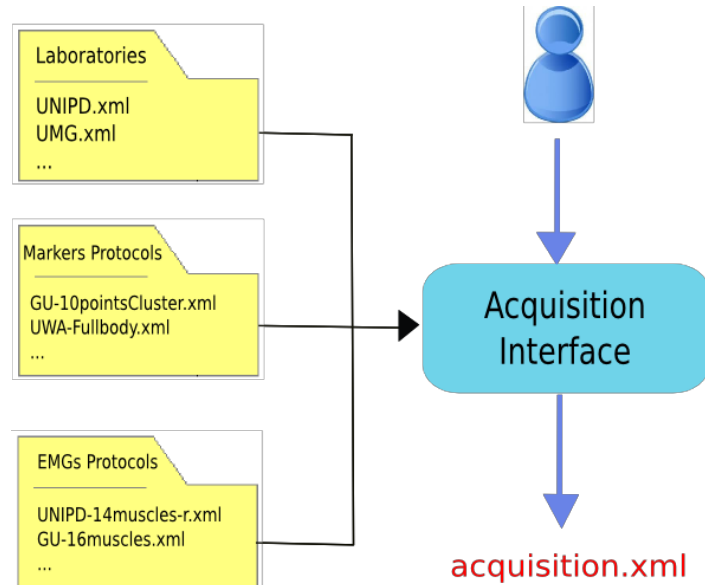 Laboratories
UNIPD.xml
UMG.xml
...
Markers Protocols
GU-10pointsCluster.xml
UWA-Fullbody.xml
...
EMGs Protocols
UNIPD-14muscles-r.xml
GU-16muscles.xml
...
Acquisition
Interface
acquisition.xml